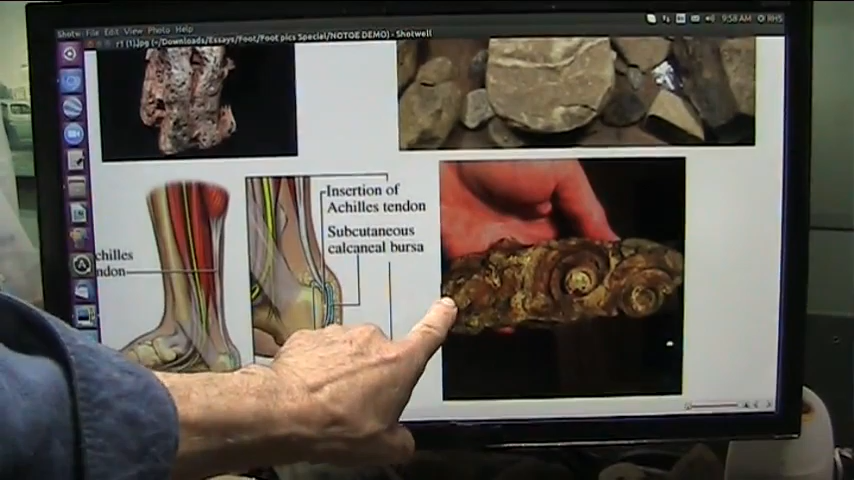 Shotw File Edit View Photo Help
9:58 AM RHS
r1 (1).jpg (~/Downloads/Essays/Foot/Foot pics Special/NOTOE DEMO) - Shotwell
Insertion of
Achilles tendon
Subcutaneous
calcaneal bursa
chilles
ndon